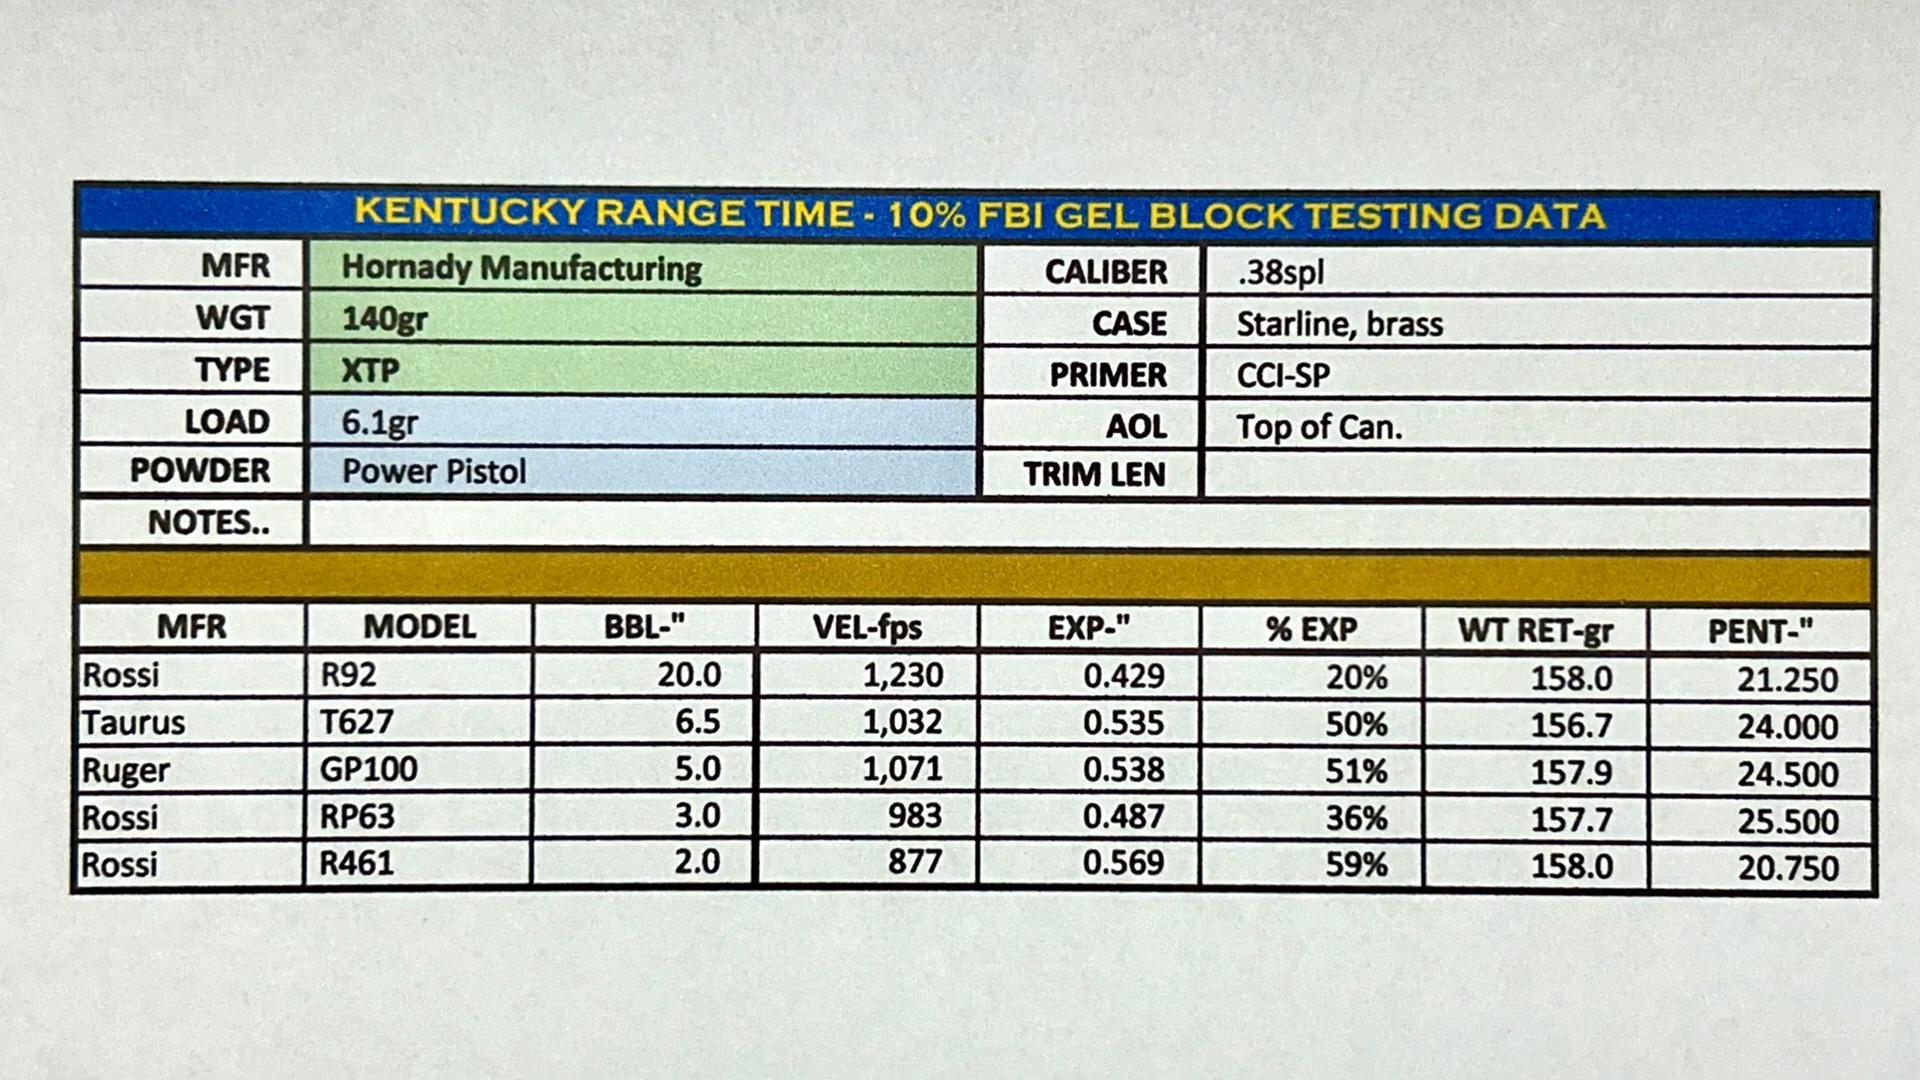 KENTUCKY RANGE TIME - 10% FBI GEL BLOCK TESTING DATA
MFR Hornady Manufacturing CALIBER .38spl
WGT 140gr CASE Starline, brass
TYPE XTP PRIMER CCI-SP
LOAD 6.1gr AOL Top of Can.
POWDER Power Pistol TRIM LEN
NOTES..
MFR MODEL BBL-" VEL-fps EXP-" % EXP WT RET-gr PENT-"
Rossi R92 20.0 1,230 0.429 20% 158.0 21.250
Taurus T627 6.5 1,032 0.535 50% 156.7 24.000
Ruger GP100 5.0 1,071 0.538 51% 157.9 24.500
Rossi RP63 3.0 983 0.487 36% 157.7 25.500
Rossi R461 2.0 877 0.569 59% 158.0 20.750